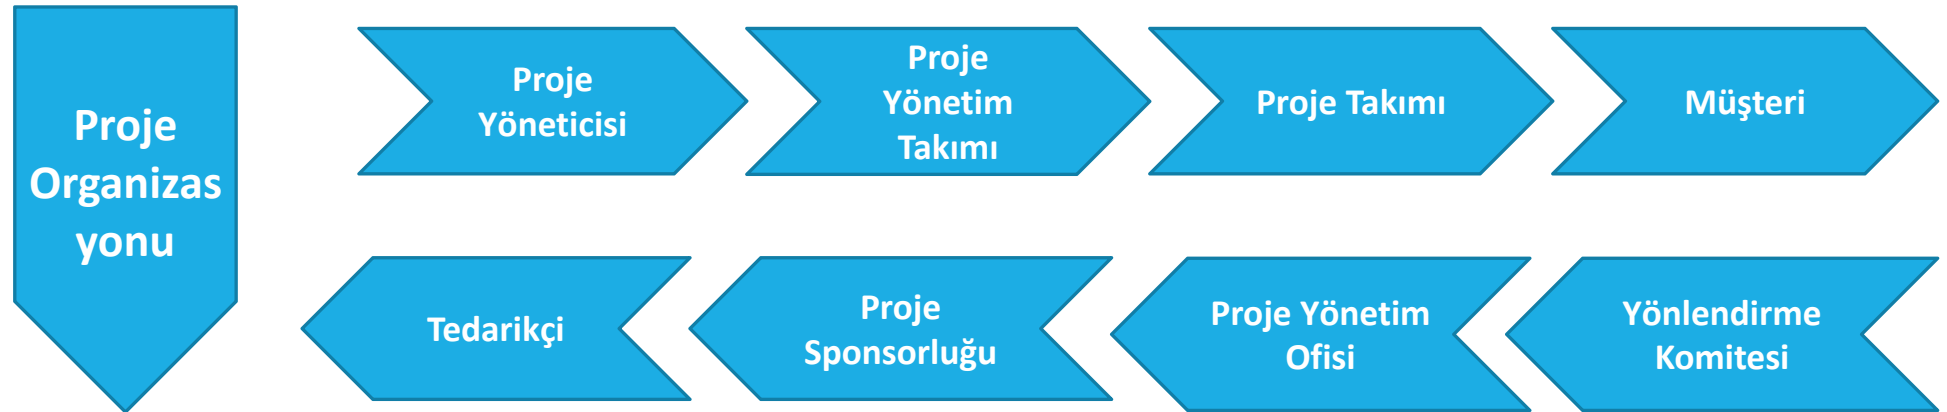 Proje
Organizas
yonu
Proje
Yöneticisi
Proje
Yönetim
Takımı
Proje Takımı
Müşteri
Tedarikçi
Proje
Sponsorluğu
Proje Yönetim
Ofisi
Yönlendirme
Komitesi